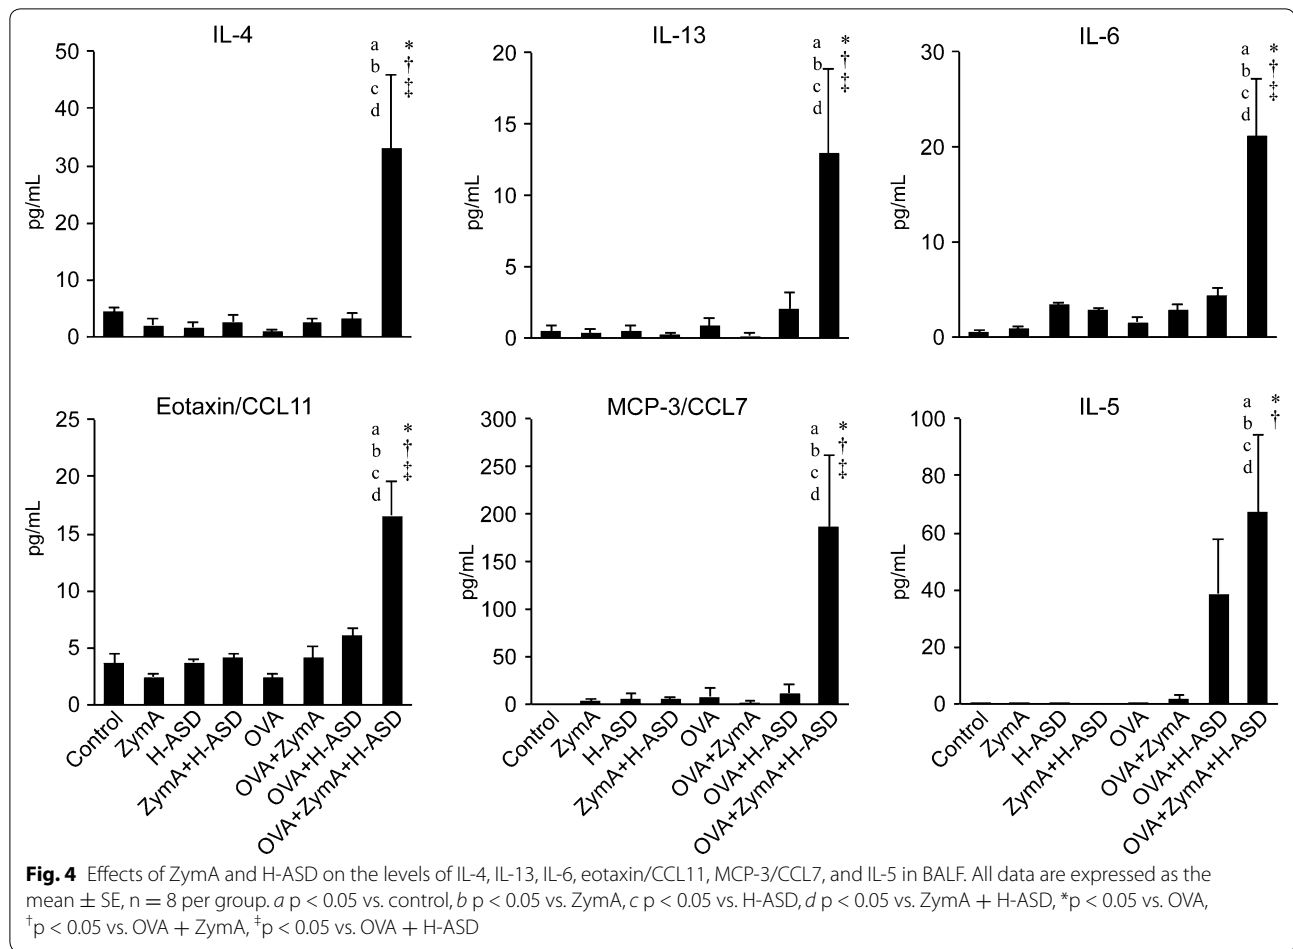 IL-4
50
40
30
20
10
0
pg/mL
a *
b †
c ‡
d
IL-13
20
15
10
5
0
pg/mL
a *
b †
c ‡
d
IL-6
30
20
10
0
pg/mL
a *
b †
c ‡
d
Eotaxin/CCL11
25
20
15
10
5
0
pg/mL
a *
b †
c ‡
d
Control
ZymA
H-ASD
ZymA+H-ASD
OVA
OVA+ZymA
OVA+H-ASD
OVA+ZymA+H-ASD
MCP-3/CCL7
300
250
200
150
100
50
0
pg/mL
a *
b †
c ‡
d
Control
ZymA
H-ASD
ZymA+H-ASD
OVA
OVA+ZymA
OVA+H-ASD
OVA+ZymA+H-ASD
IL-5
100
80
60
40
20
0
pg/mL
a *
b †
c
d
Control
ZymA
H-ASD
ZymA+H-ASD
OVA
OVA+ZymA
OVA+H-ASD
OVA+ZymA+H-ASD
Fig. 4 Effects of ZymA and H-ASD on the levels of IL-4, IL-13, IL-6, eotaxin/CCL11, MCP-3/CCL7, and IL-5 in BALF. All data are expressed as the
mean ± SE, n = 8 per group. a p < 0.05 vs. control, b p < 0.05 vs. ZymA, c p < 0.05 vs. H-ASD, d p < 0.05 vs. ZymA + H-ASD, *p < 0.05 vs. OVA,
†p < 0.05 vs. OVA + ZymA, ‡p < 0.05 vs. OVA + H-ASD